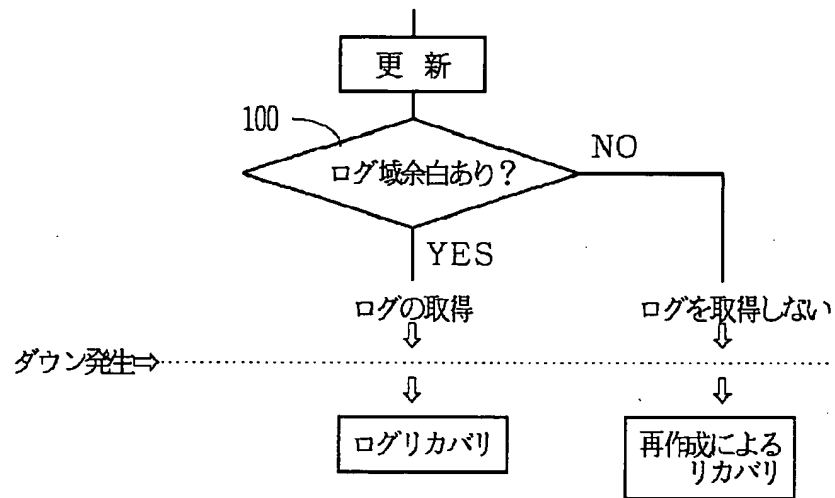 更 新
100
ログ域余白あり?
NO
YES
ログの取得
ログを取得しない
ダウン発生⇒
ログリカバリ
再作成による
リカバリ